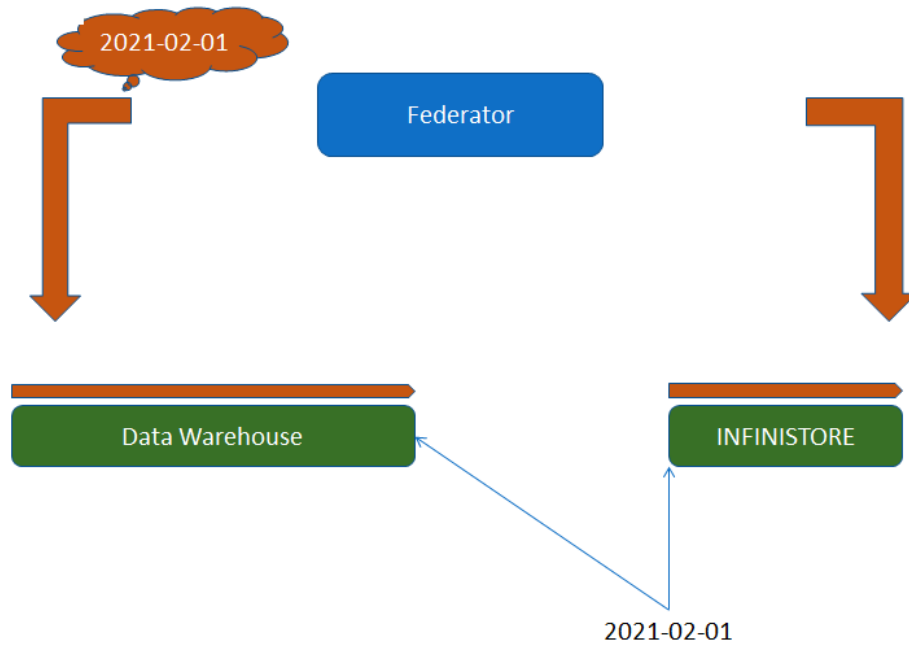 2021-02-01
Federator
Data Warehouse
INFINISTORE
2021-02-01